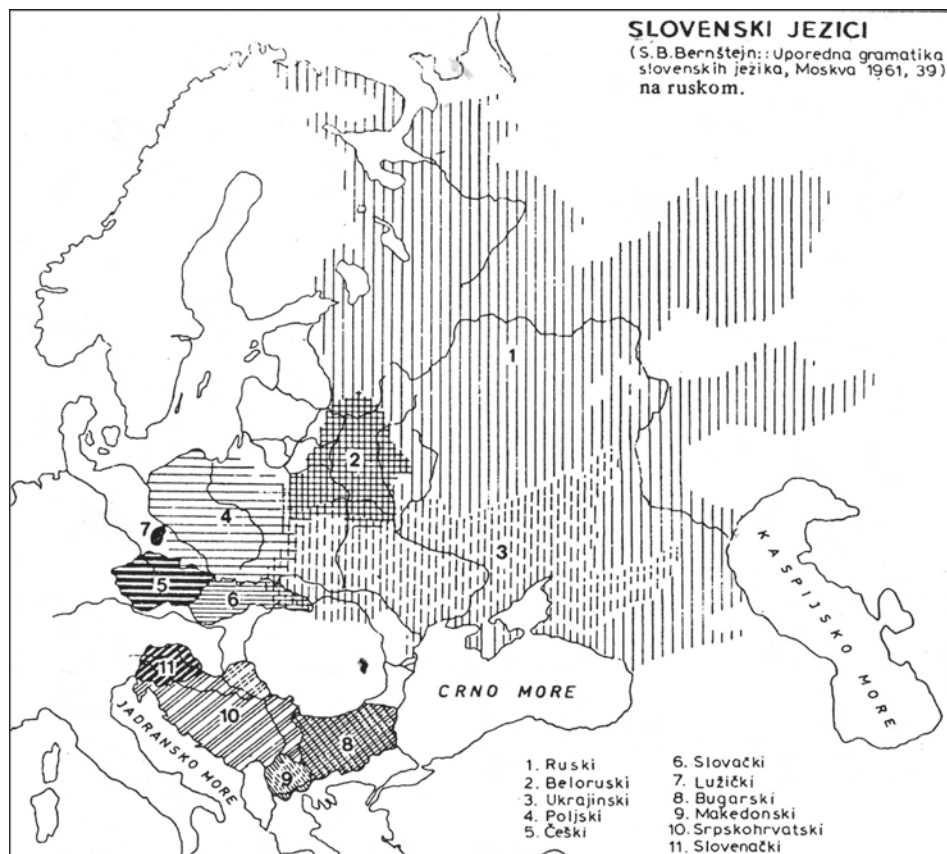 SLOVENSKI JEZICI
(S.B.Bernštejn:: Uporedna gramatika
slovenskih jezika, Moskva 1961, 39)
na ruskom.
1
2
3
4
7
5
6
11
10
8
9
KASPIJSKO MORE
CRNO MORE
JADRANSKO MORE
1. Ruski
2. Beloruski
3. Ukrajinski
4. Poljski
5. Češki
6. Slovački
7. Lužički
8. Bugarski
9. Makedonski
10. Srpskohrvatski
11. Slovenački